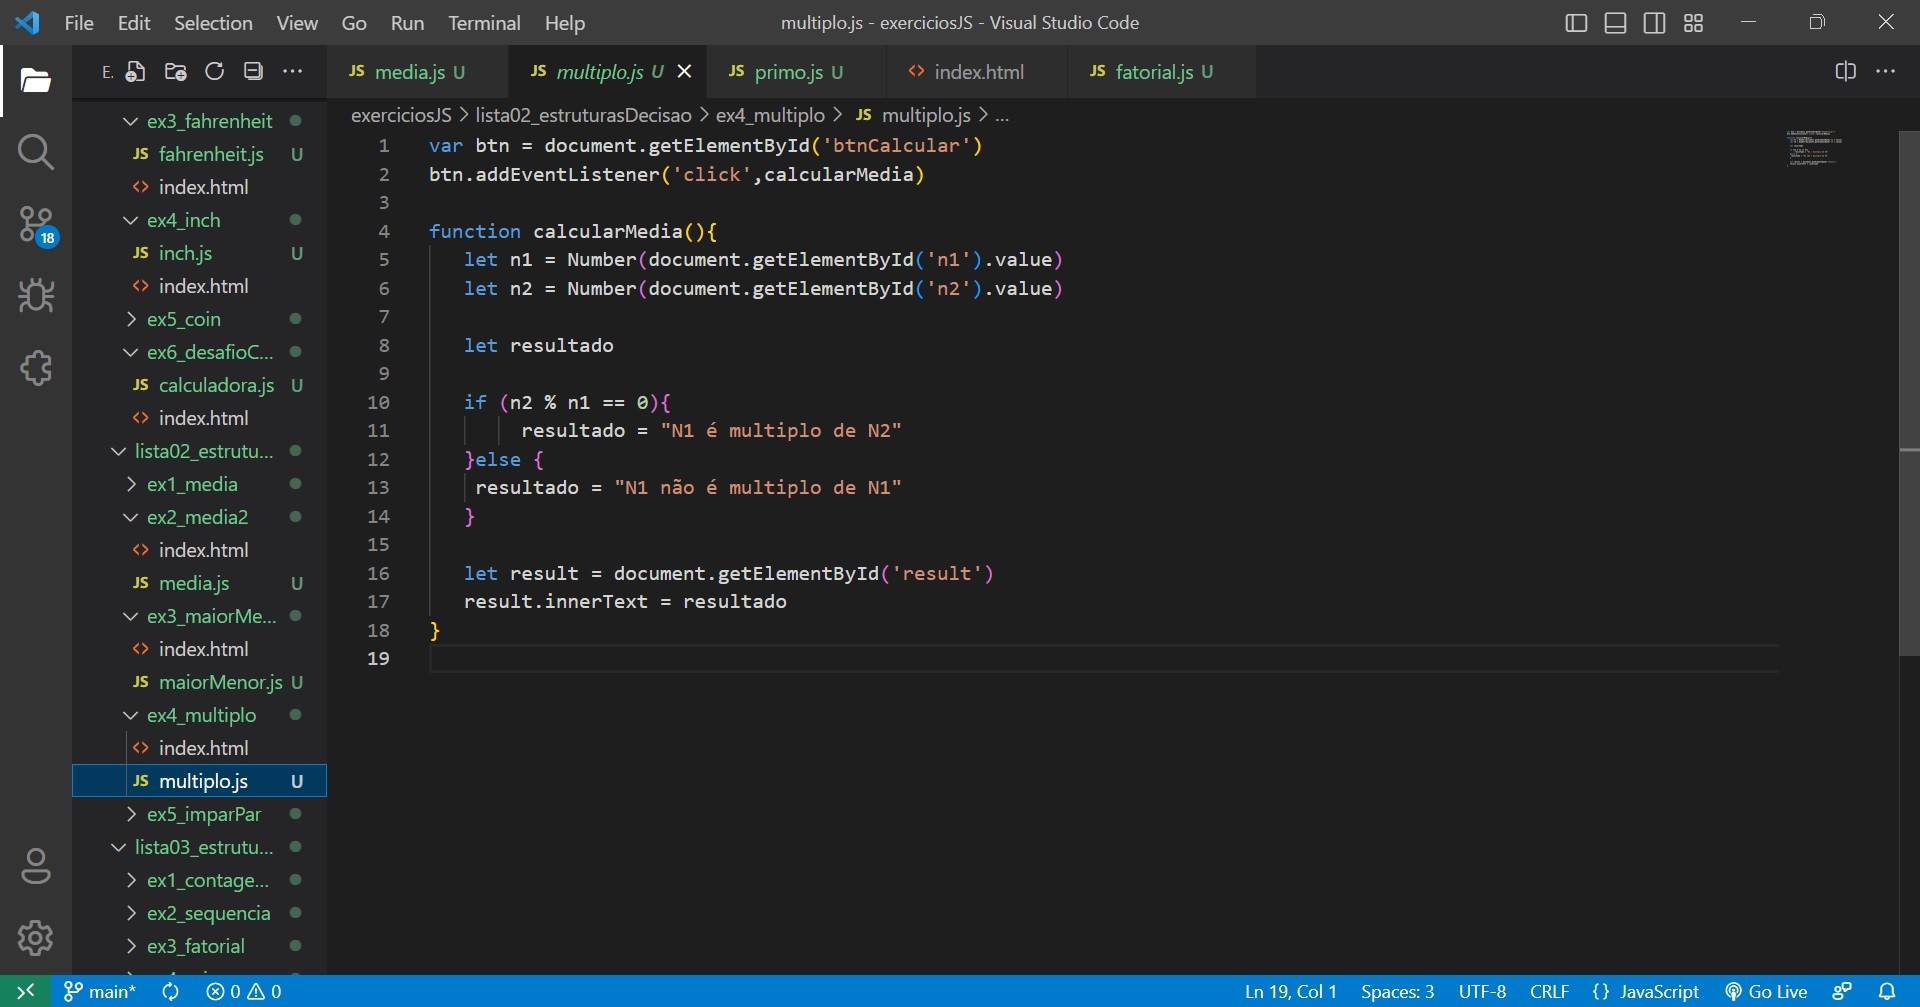 File Edit Selection View Go Run Terminal Help multiplo.js - exerciciosJS - Visual Studio Code
E.
JS media.js U JS multiplo.js U JS primo.js U <> index.html JS fatorial.js U
exerciciosJS > lista02_estruturasDecisao > ex4_multiplo > JS multiplo.js > ...
ex3_fahrenheit
JS fahrenheit.js U
<> index.html
ex4_inch
JS inch.js U
<> index.html
ex5_coin
ex6_desafioC...
JS calculadora.js U
<> index.html
lista02_estrutu...
ex1_media
ex2_media2
<> index.html
JS media.js U
ex3_maiorMe...
<> index.html
JS maiorMenor.js U
ex4_multiplo
<> index.html
JS multiplo.js U
ex5_imparPar
lista03_estrutu...
ex1_contage...
ex2_sequencia
ex3_fatorial
18
1 var btn = document.getElementById('btnCalcular')
2 btn.addEventListener('click',calcularMedia)
3
4 function calcularMedia(){
5 let n1 = Number(document.getElementById('n1').value)
6 let n2 = Number(document.getElementById('n2').value)
7
8 let resultado
9
10 if (n2 % n1 == 0){
11 resultado = "N1 é multiplo de N2"
12 }else {
13 resultado = "N1 não é multiplo de N1"
14 }
15
16 let result = document.getElementById('result')
17 result.innerText = resultado
18 }
19
main* 0 0 Ln 19, Col 1 Spaces: 3 UTF-8 CRLF {} JavaScript Go Live